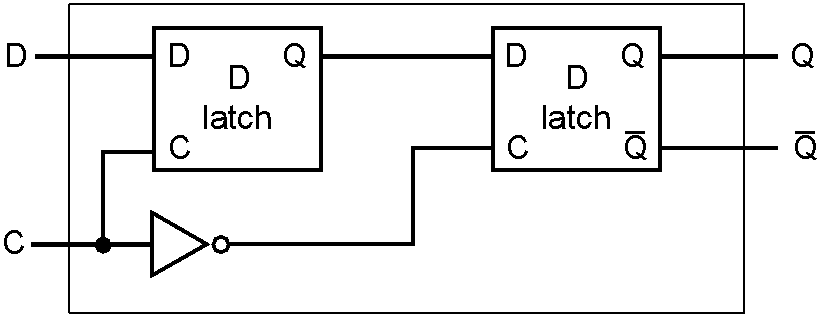 D D Q D Q Q
D D
latch latch
C C Q̅ Q̅
C